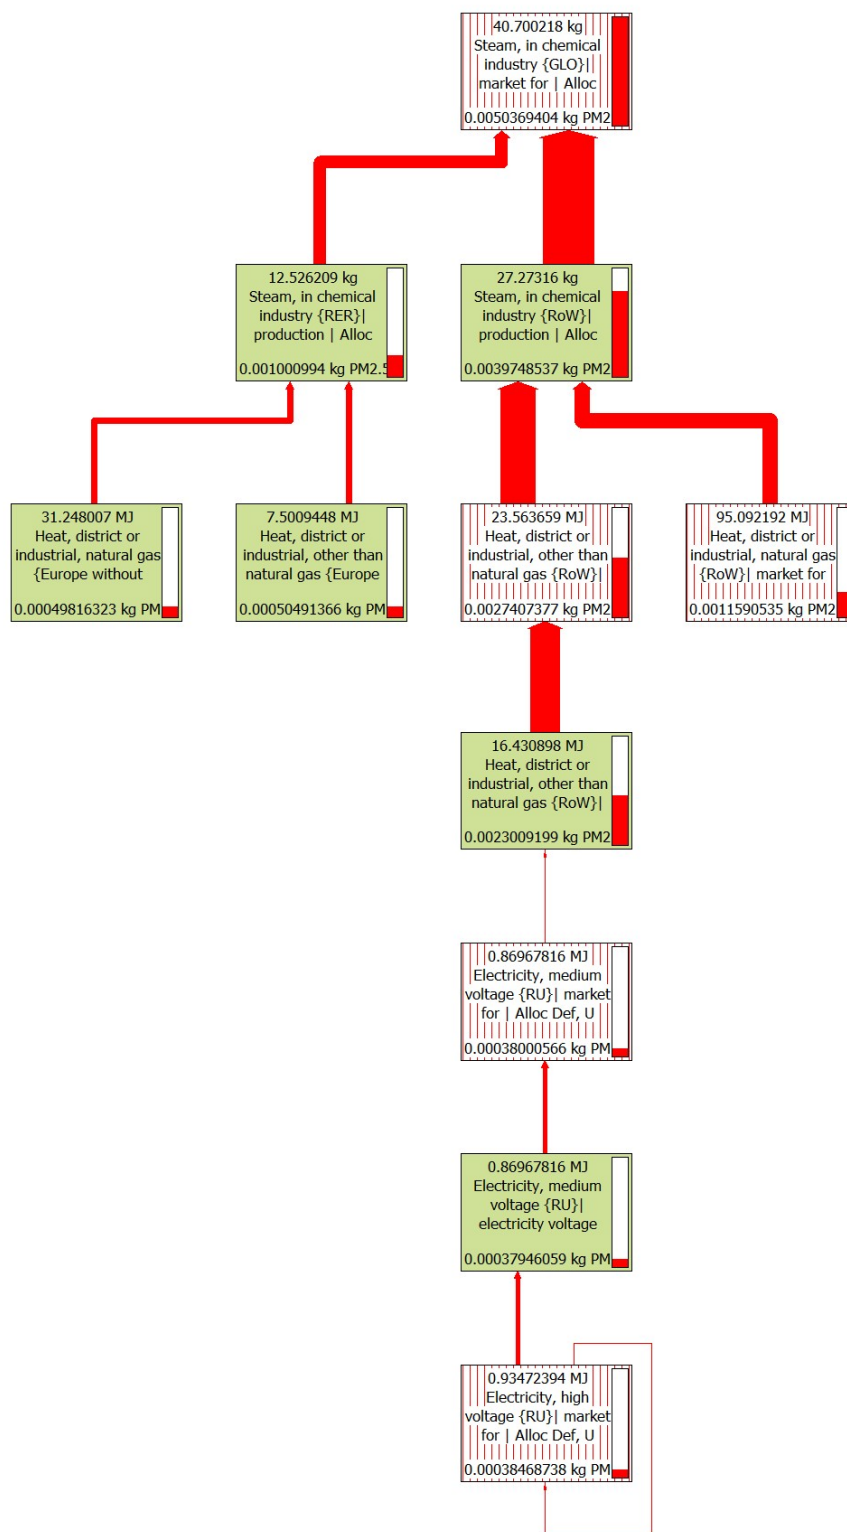 40.700218 kg
Steam, in chemical
industry {GLO}|
market for | Alloc
0.0050369404 kg PM2
12.526209 kg
Steam, in chemical
industry {RER}|
production | Alloc
0.001000994 kg PM2.5
27.27316 kg
Steam, in chemical
industry {RoW}|
production | Alloc
0.0039748537 kg PM2
31.248007 MJ
Heat, district or
industrial, natural gas
{Europe without
0.00049816323 kg PM
7.5009448 MJ
Heat, district or
industrial, other than
natural gas {Europe
0.00050491366 kg PM
23.563659 MJ
Heat, district or
industrial, other than
natural gas {RoW}|
0.0027407377 kg PM2
95.092192 MJ
Heat, district or
industrial, natural gas
{RoW}| market for
0.0011590535 kg PM2
16.430898 MJ
Heat, district or
industrial, other than
natural gas {RoW}|
0.0023009199 kg PM2
0.86967816 MJ
Electricity, medium
voltage {RU}| market
for | Alloc Def, U
0.00038000566 kg PM
0.86967816 MJ
Electricity, medium
voltage {RU}|
electricity voltage
0.00037946059 kg PM
0.93472394 MJ
Electricity, high
voltage {RU}| market
for | Alloc Def, U
0.00038468738 kg PM